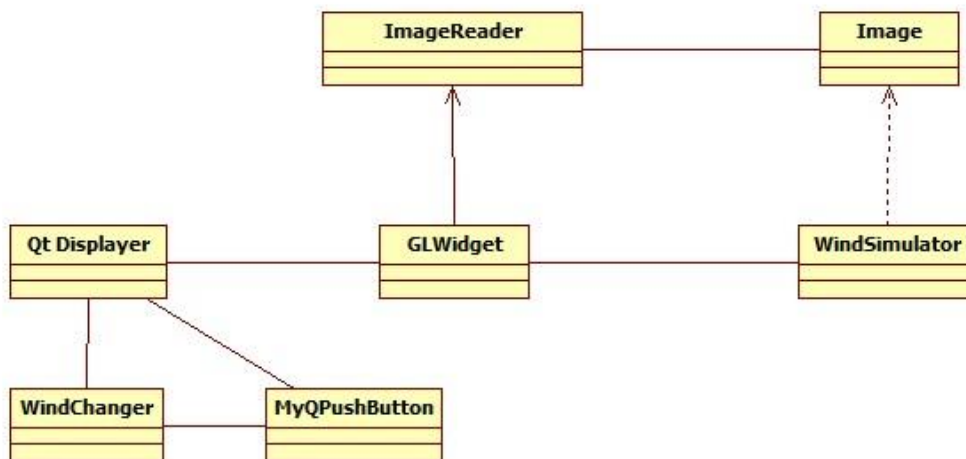 ImageReader
Image
Qt Displayer
GLWidget
WindSimulator
WindChanger
MyQPushButton